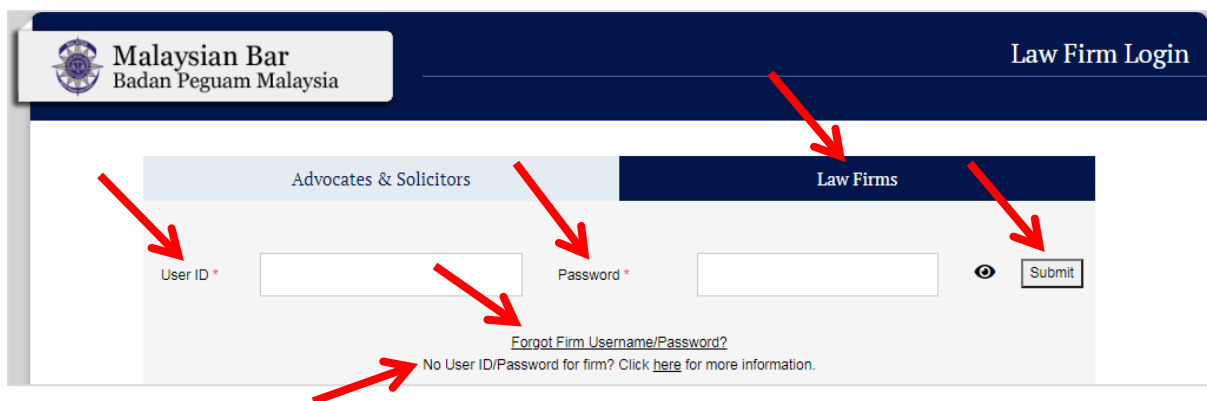 Malaysian Bar
Badan Peguam Malaysia
Law Firm Login
Advocates & Solicitors
Law Firms
User ID *
Password *
Submit
Forgot Firm Username/Password?
No User ID/Password for firm? Click here for more information.